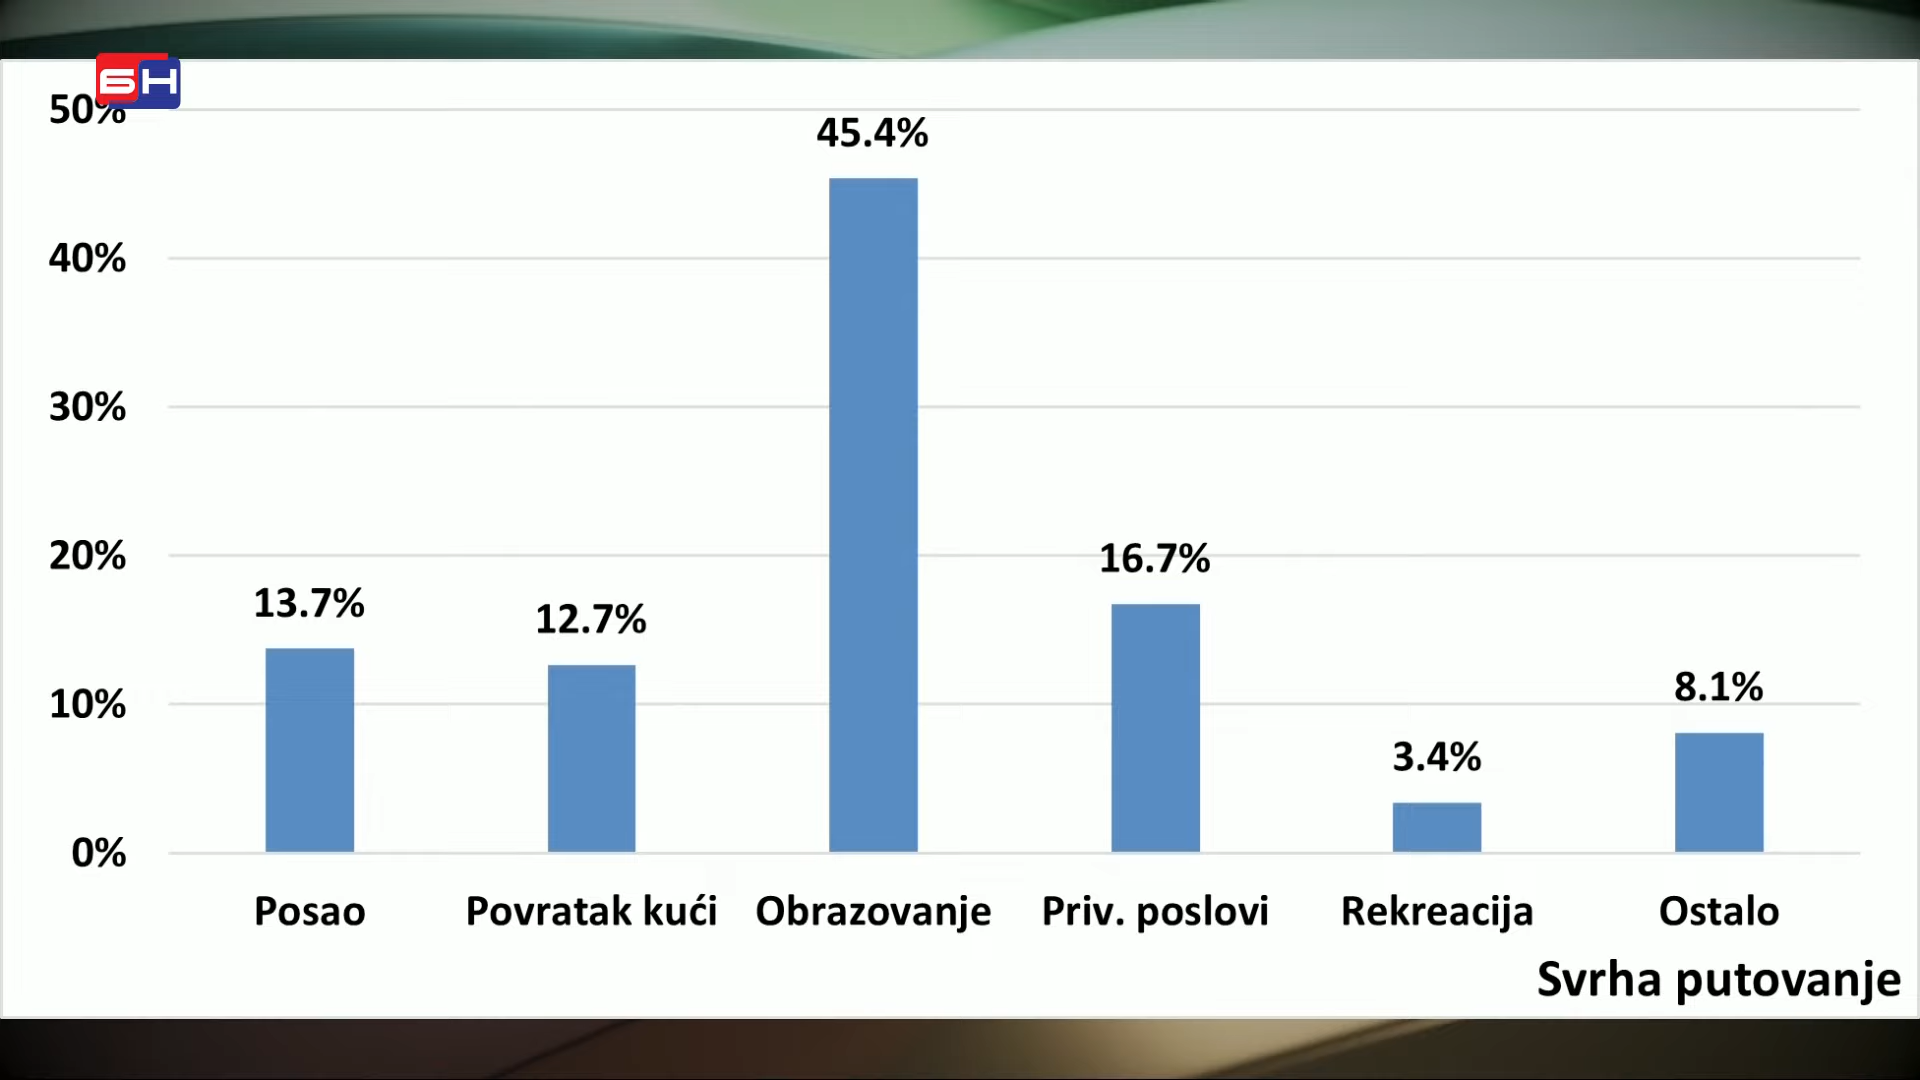 БН
50%
40%
30%
20%
10%
0%
13.7%
12.7%
45.4%
16.7%
3.4%
8.1%
Posao
Povratak kući
Obrazovanje
Priv. poslovi
Rekreacija
Ostalo
Svrha putovanje